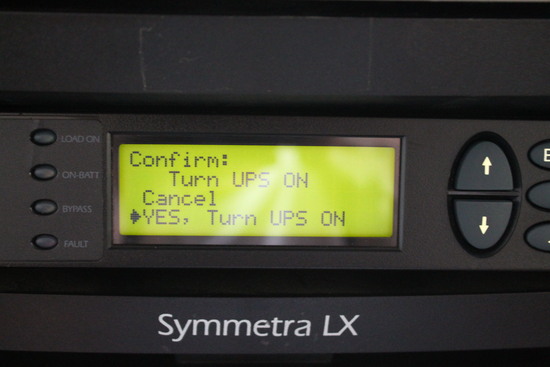 LOAD ON
ON-BATT
BYPASS
FAULT
Confirm:
Turn UPS ON
Cancel
YES, Turn UPS ON
Symmetra LX